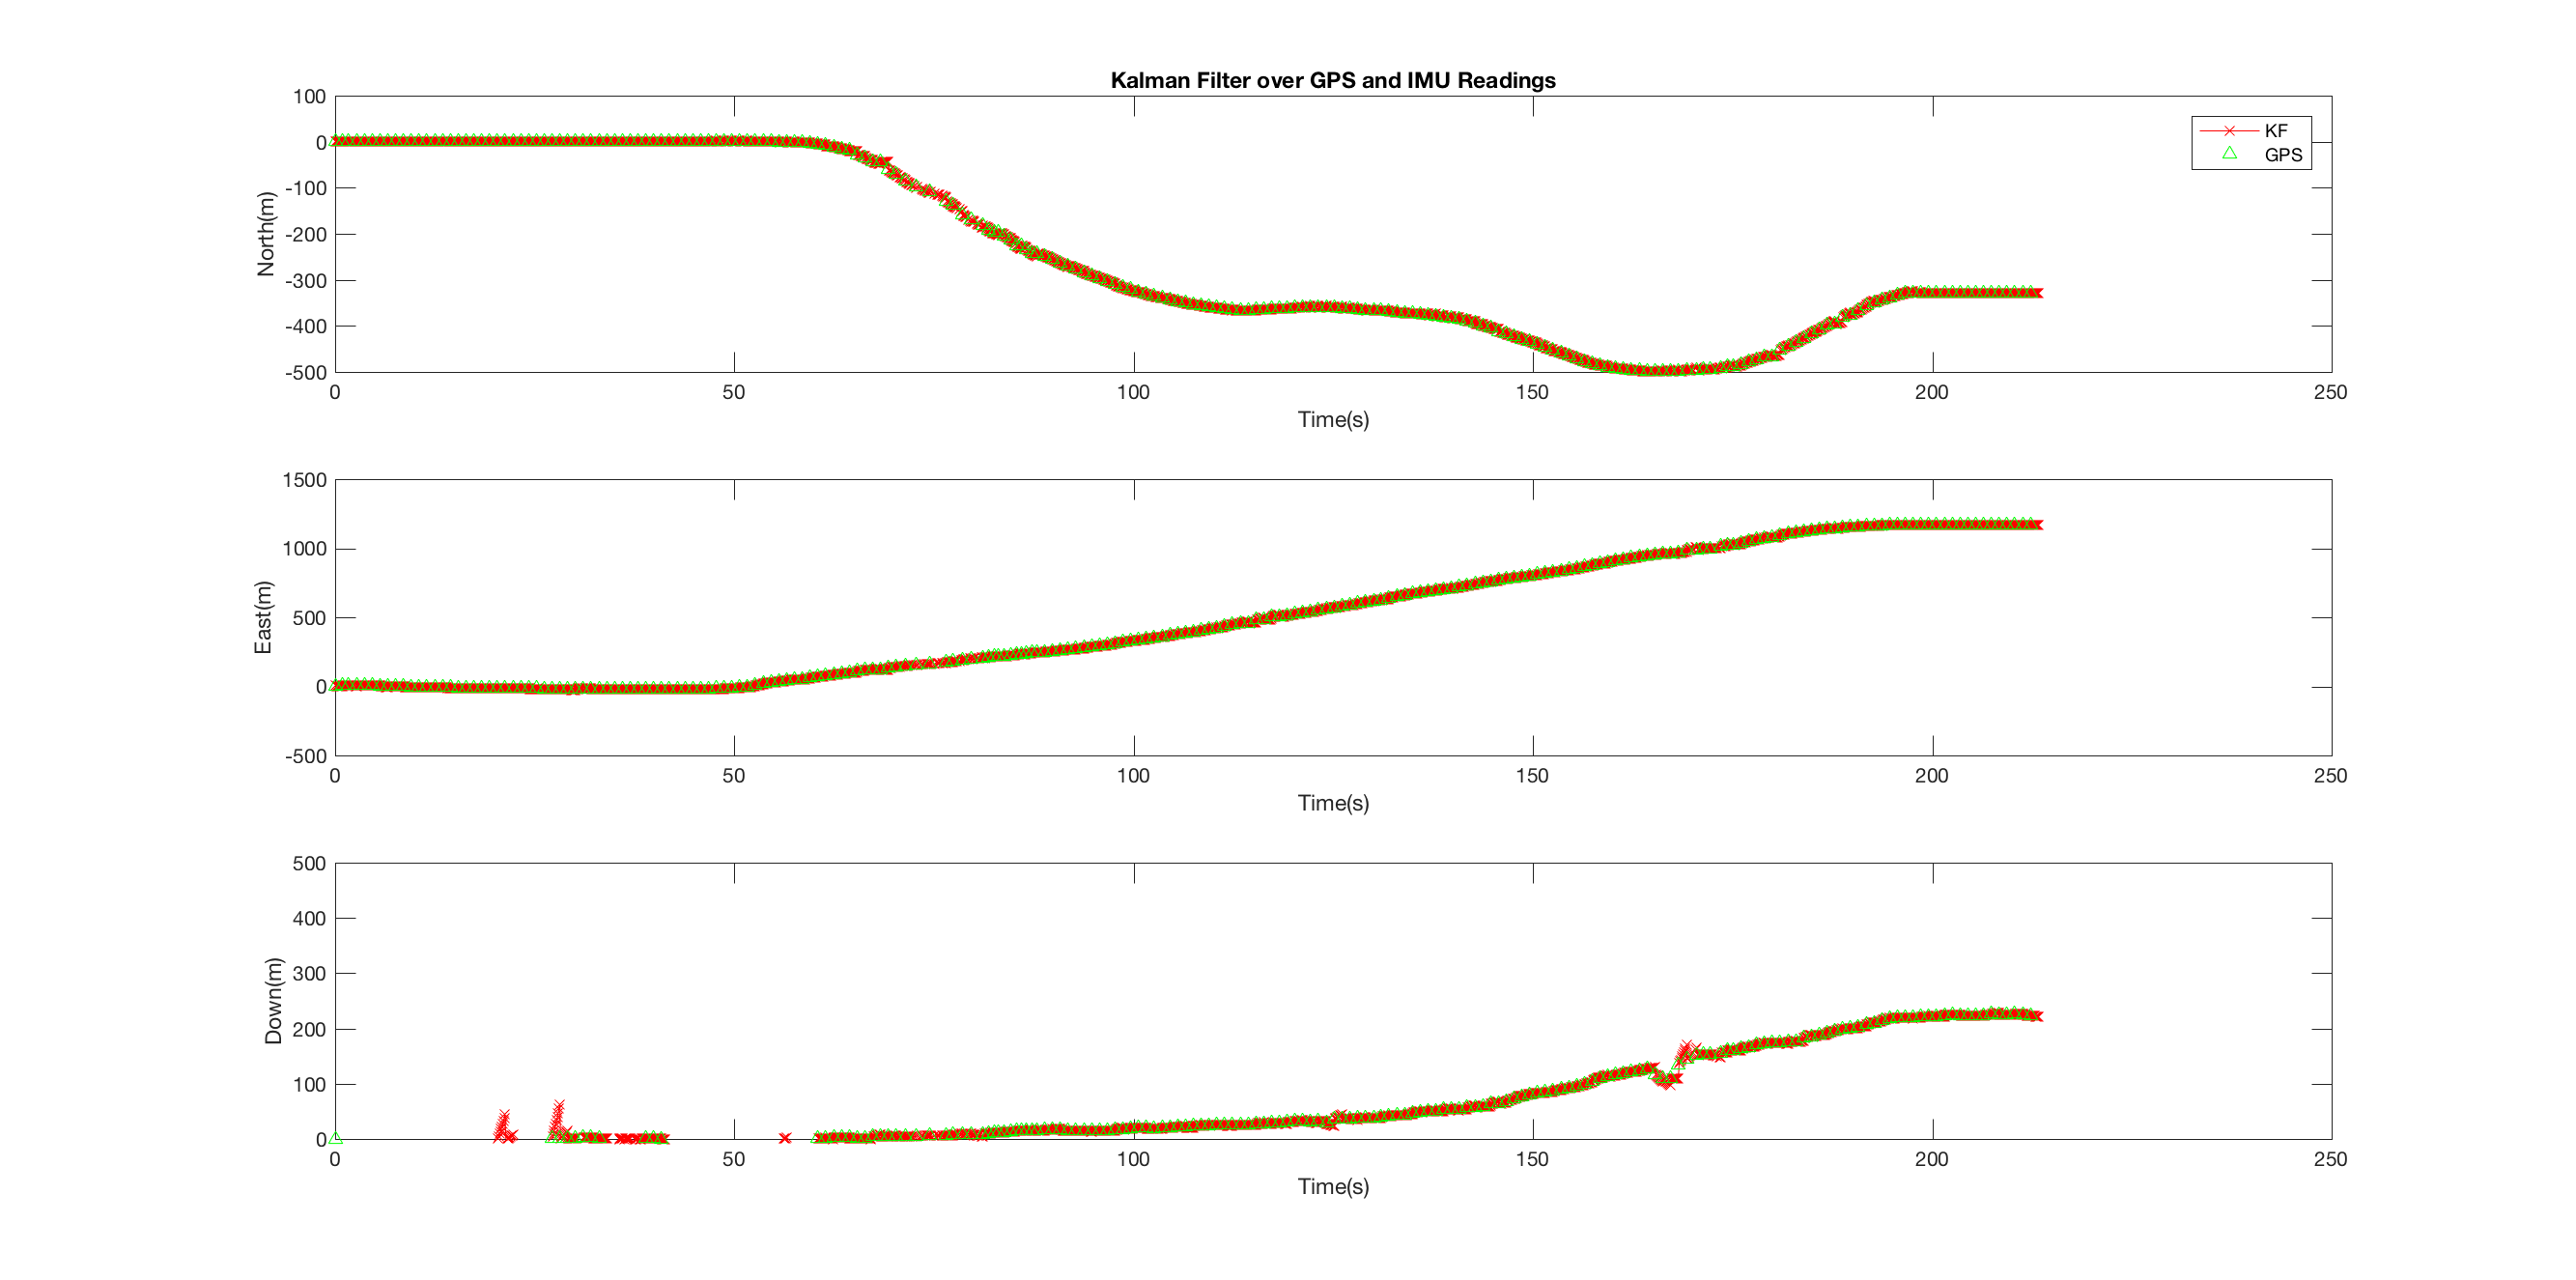 Kalman Filter over GPS and IMU Readings
100
0
-100
-200
-300
-400
-500
North(m)
0 50 100 150 200 250
Time(s)
KF
GPS
1500
1000
500
0
-500
East(m)
0 50 100 150 200 250
Time(s)
500
400
300
200
100
0
Down(m)
0 50 100 150 200 250
Time(s)